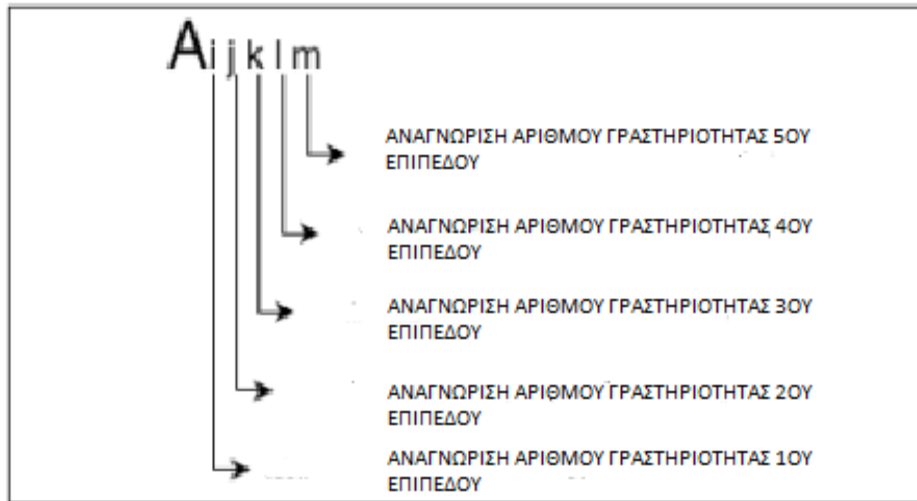 Aijklm
ΑΝΑΓΝΩΡΙΣΗ ΑΡΙΘΜΟΥ ΓΡΑΣΤΗΡΙΟΤΗΤΑΣ 5ΟΥ
ΕΠΙΠΕΔΟΥ
ΑΝΑΓΝΩΡΙΣΗ ΑΡΙΘΜΟΥ ΓΡΑΣΤΗΡΙΟΤΗΤΑΣ 4ΟΥ
ΕΠΙΠΕΔΟΥ
ΑΝΑΓΝΩΡΙΣΗ ΑΡΙΘΜΟΥ ΓΡΑΣΤΗΡΙΟΤΗΤΑΣ 3ΟΥ
ΕΠΙΠΕΔΟΥ
ΑΝΑΓΝΩΡΙΣΗ ΑΡΙΘΜΟΥ ΓΡΑΣΤΗΡΙΟΤΗΤΑΣ 2ΟΥ
ΕΠΙΠΕΔΟΥ
ΑΝΑΓΝΩΡΙΣΗ ΑΡΙΘΜΟΥ ΓΡΑΣΤΗΡΙΟΤΗΤΑΣ 1ΟΥ
ΕΠΙΠΕΔΟΥ